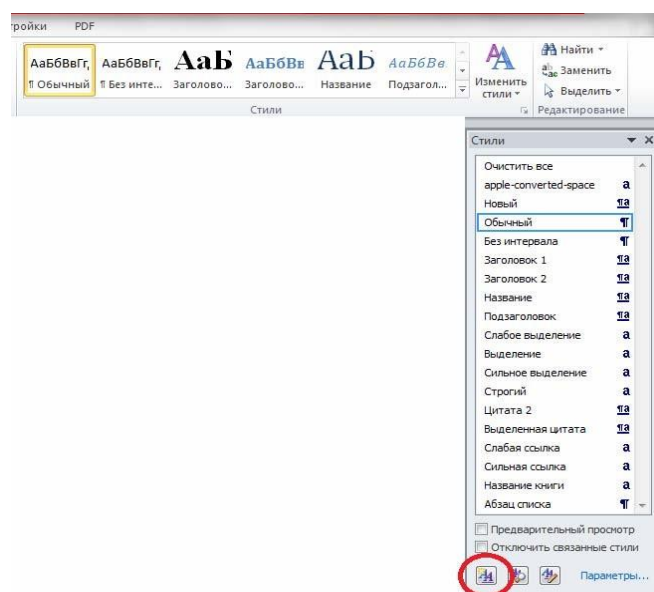 ройки PDF
АаБбВвГг, АаБбВвГг, АаБ АаБбВв АаБ АаБбВв
¶ Обычный ¶ Без инте... Заголово... Заголово... Название Подзагол...
Изменить стили
Найти
Заменить
Выделить
Стили
Редактирование
Стили
Очистить все
apple-converted-space a
Новый ¶a
Обычный ¶
Без интервала ¶
Заголовок 1 ¶a
Заголовок 2 ¶a
Название ¶a
Подзаголовок ¶a
Слабое выделение a
Выделение a
Сильное выделение a
Строгий a
Цитата 2 ¶a
Выделенная цитата ¶a
Слабая ссылка a
Сильная ссылка a
Название книги a
Абзац списка ¶
Предварительный просмотр
Отключить связанные стили
Параметры...